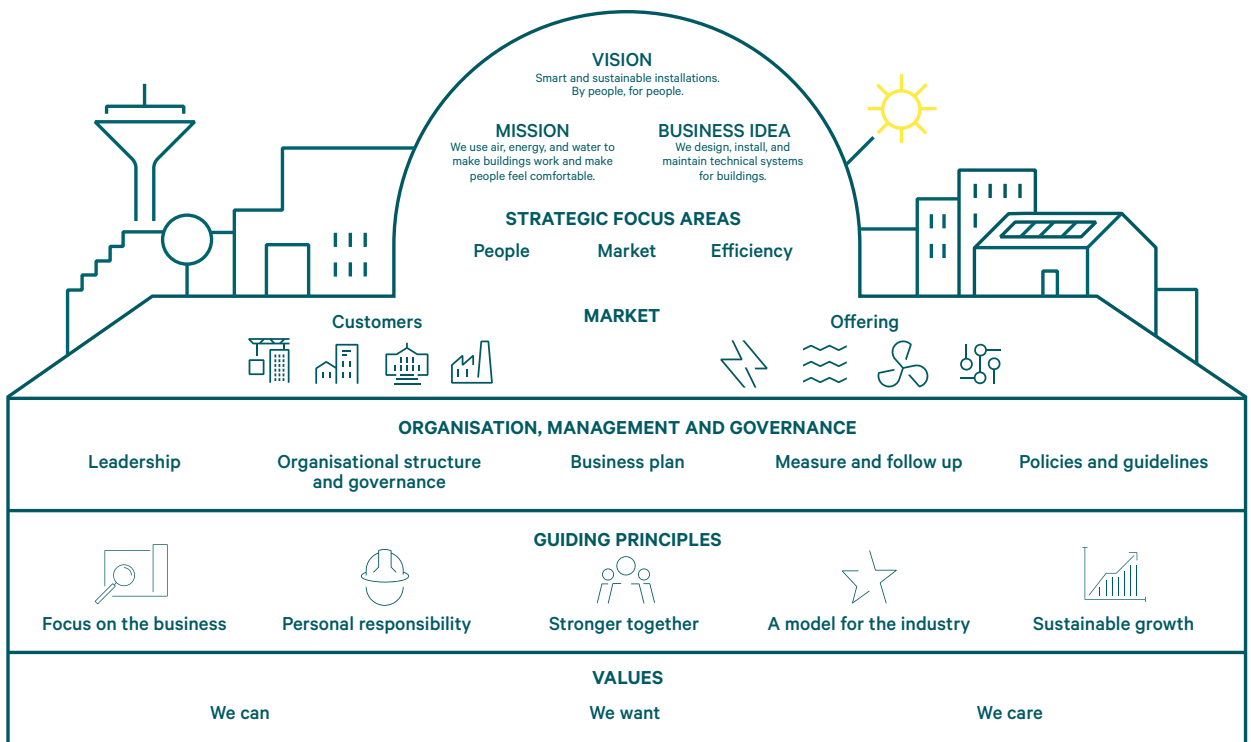 VISION
Smart and sustainable installations.
By people, for people.
MISSION
We use air, energy, and water to
make buildings work and make
people feel comfortable.
BUSINESS IDEA
We design, install, and
maintain technical systems
for buildings.
STRATEGIC FOCUS AREAS
People
Market
Efficiency
MARKET
Customers
Offering
ORGANISATION, MANAGEMENT AND GOVERNANCE
Leadership
Organisational structure
and governance
Business plan
Measure and follow up
Policies and guidelines
GUIDING PRINCIPLES
Focus on the business
Personal responsibility
Stronger together
A model for the industry
Sustainable growth
VALUES
We can
We want
We care